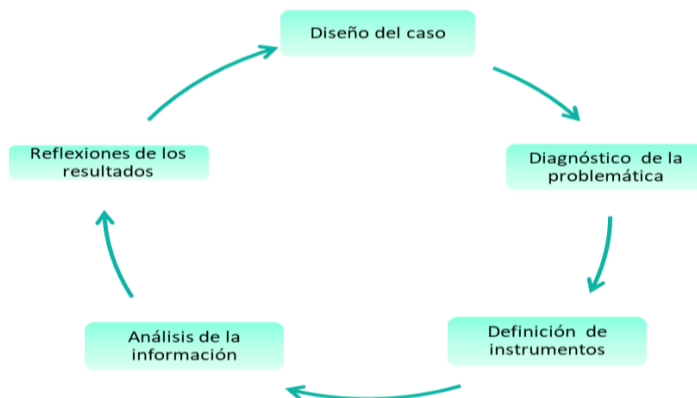 Diseño del caso
Diagnóstico de la
problemática
Definición de
instrumentos
Análisis de la
información
Reflexiones de los
resultados